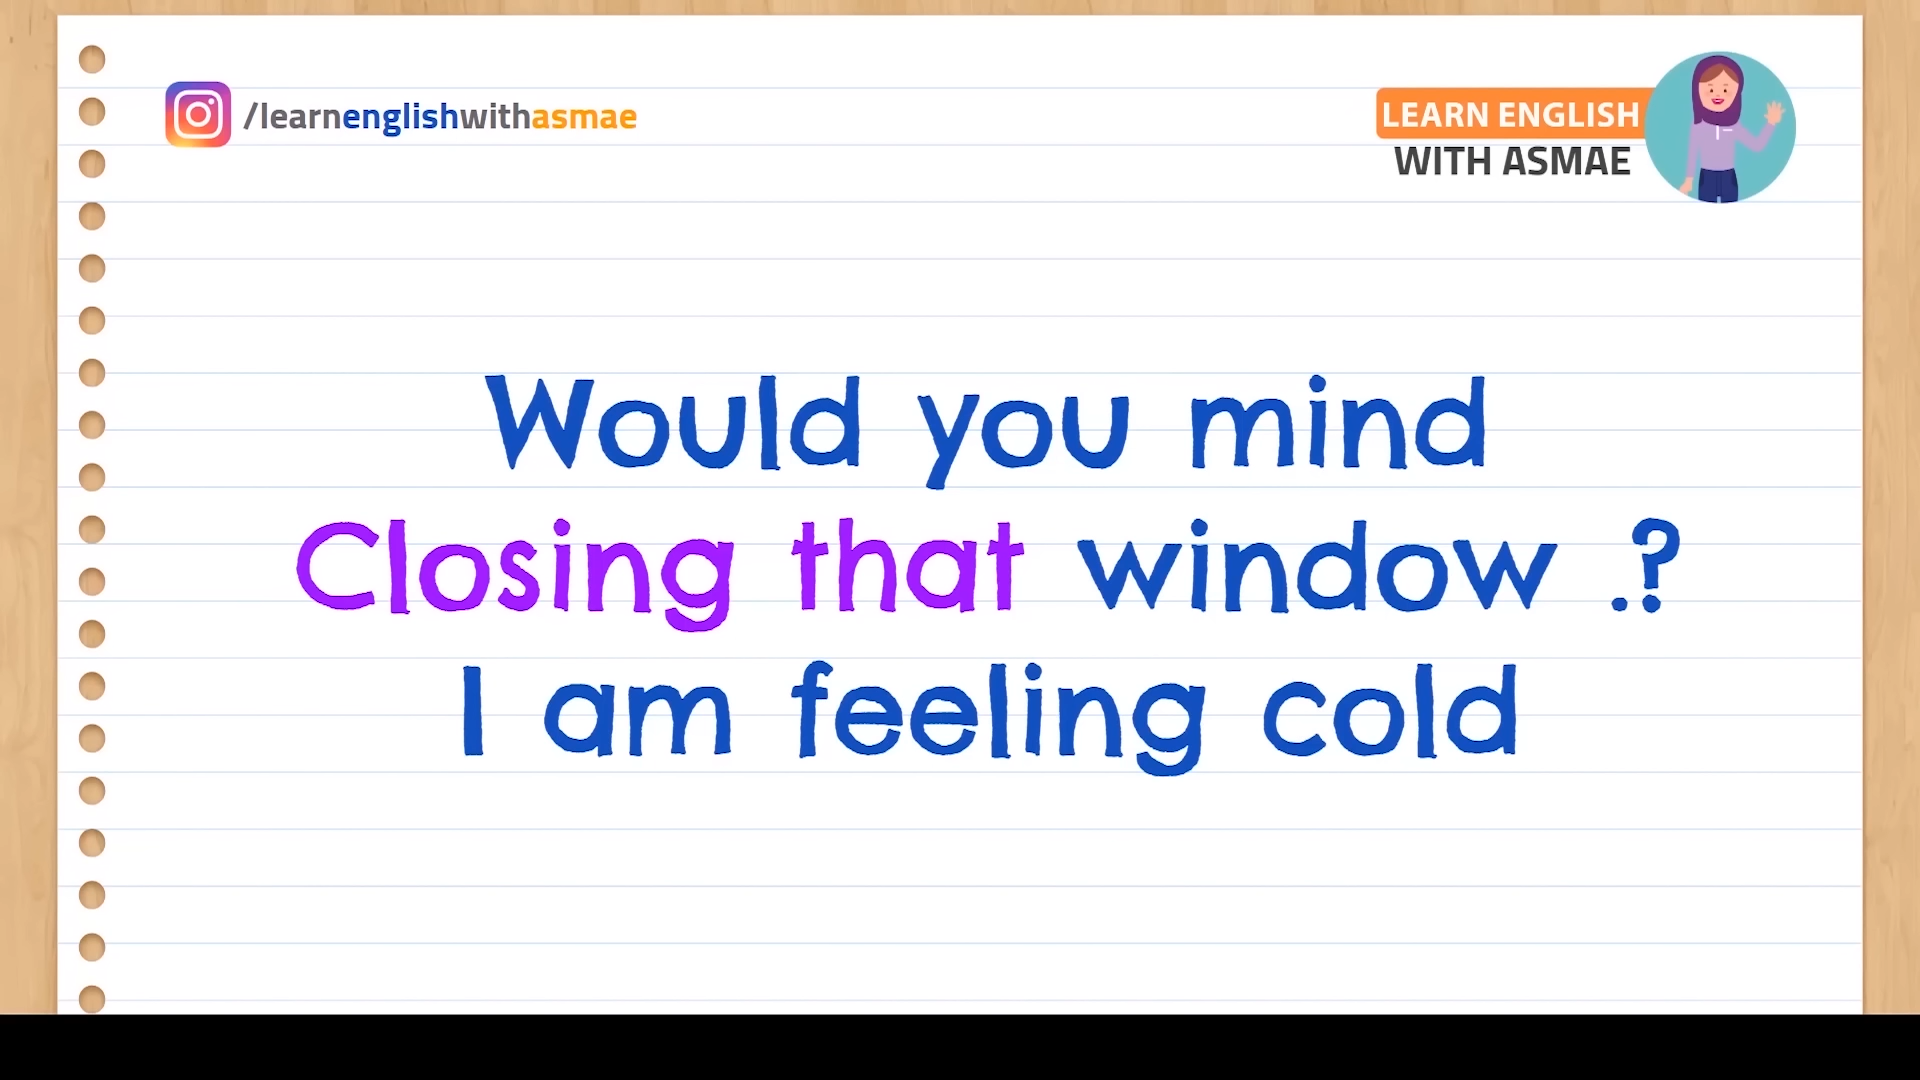 /learnenglishwithasmae
LEARN ENGLISH
WITH ASMAE
Would you mind
Closing that window .?
I am feeling cold